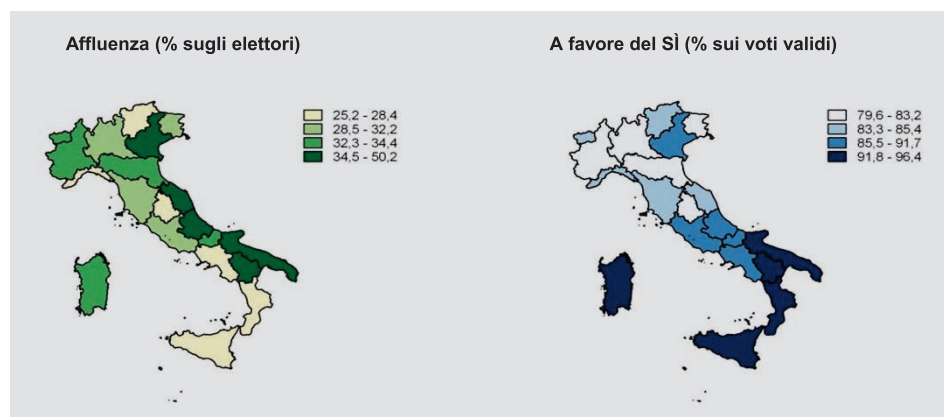 Affluenza (% sugli elettori)
25,2 - 28,4
28,5 - 32,2
32,3 - 34,4
34,5 - 50,2
A favore del SÌ (% sui voti validi)
79,6 - 83,2
83,3 - 85,4
85,5 - 91,7
91,8 - 96,4